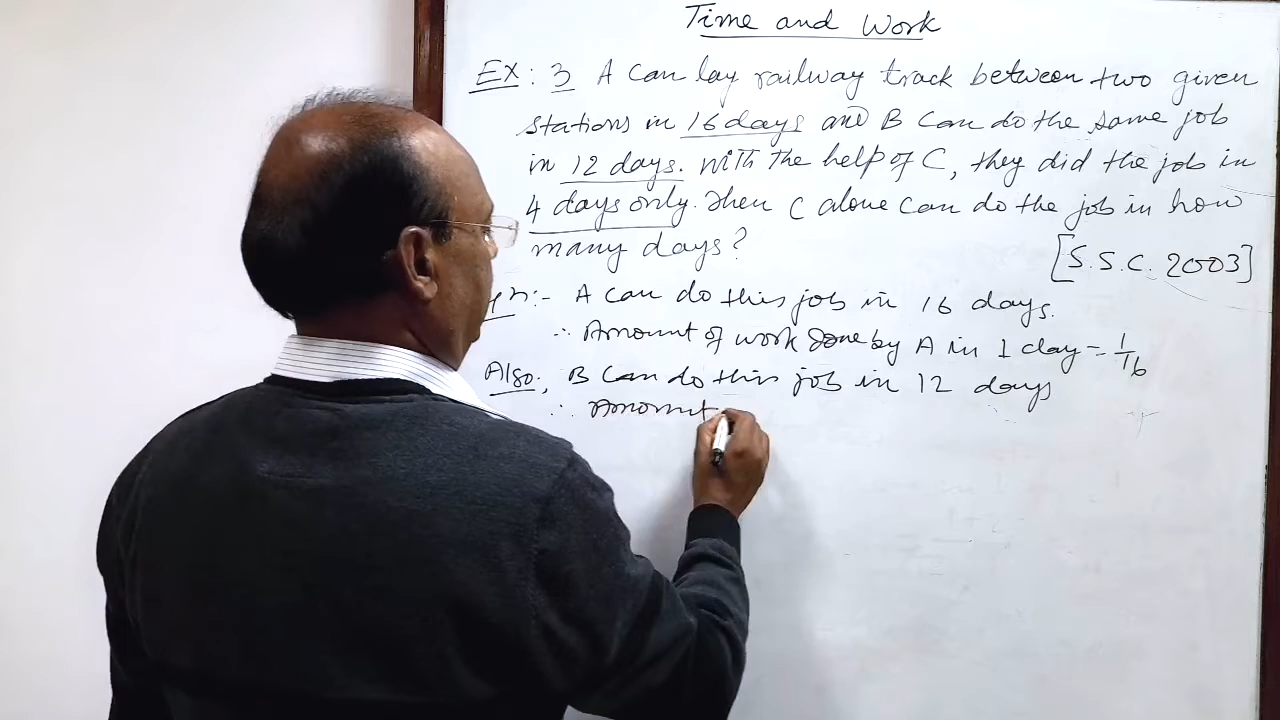 Time and Work
EX: 3 A can lay railway track between two given
stations in 16 days and B can do the same job
in 12 days. With the help of C, they did the job in
4 days only. Then C alone can do the job in how
many days?
[S.S.C. 2003]
:- A can do this job in 16 days.
∴ Amount of work done by A in 1 day = 1/16
Also, B can do this job in 12 days
∴ Amount